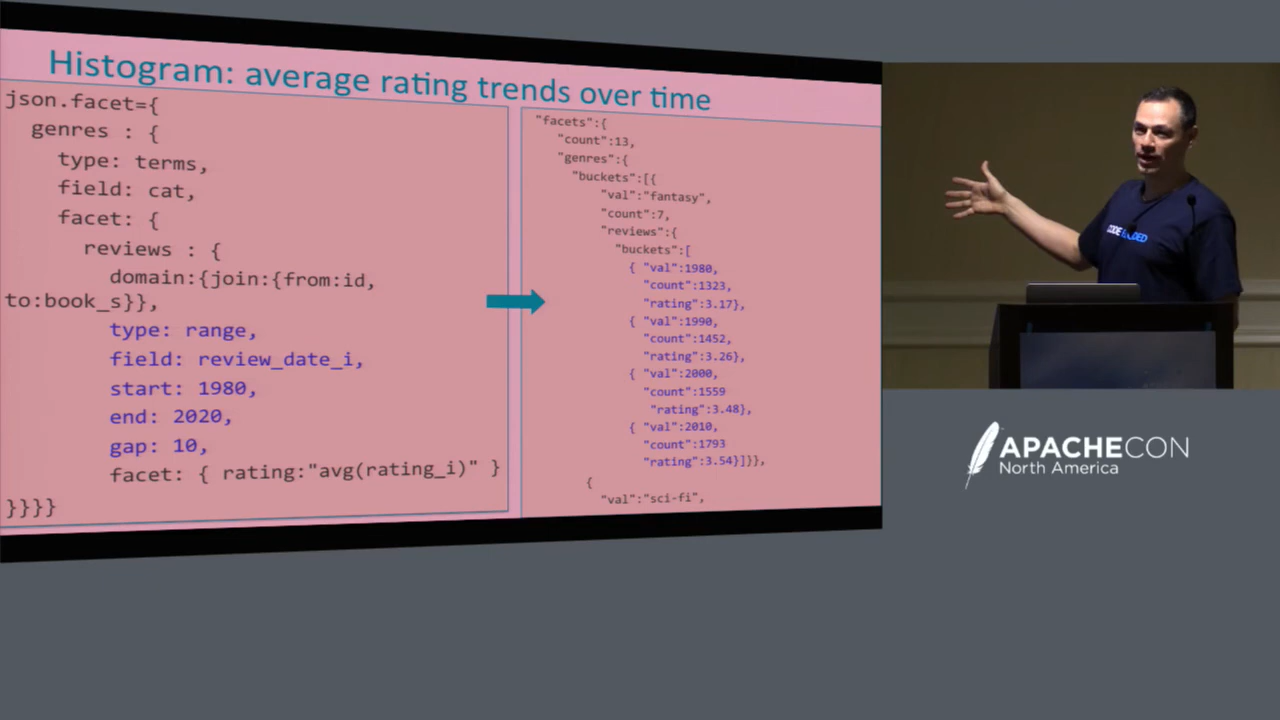 Histogram: average rating trends over time
json.facet={
genres : {
type: terms,
field: cat,
facet: {
reviews : {
domain:{join:{from:id,
to:book_s}},
type: range,
field: review_date_i,
start: 1980,
end: 2020,
gap: 10,
facet: { rating:"avg(rating_i)" }
}}}}
"facets":{
"count":13,
"genres":{
"buckets":[{
"val":"fantasy",
"count":7,
"reviews":{
"buckets":[
{ "val":1980,
"count":1323,
"rating":3.17},
{ "val":1990,
"count":1452,
"rating":3.26},
{ "val":2000,
"count":1559
"rating":3.48},
{ "val":2010,
"count":1793
"rating":3.54}]}},
{
"val":"sci-fi",
APACHECON
North America